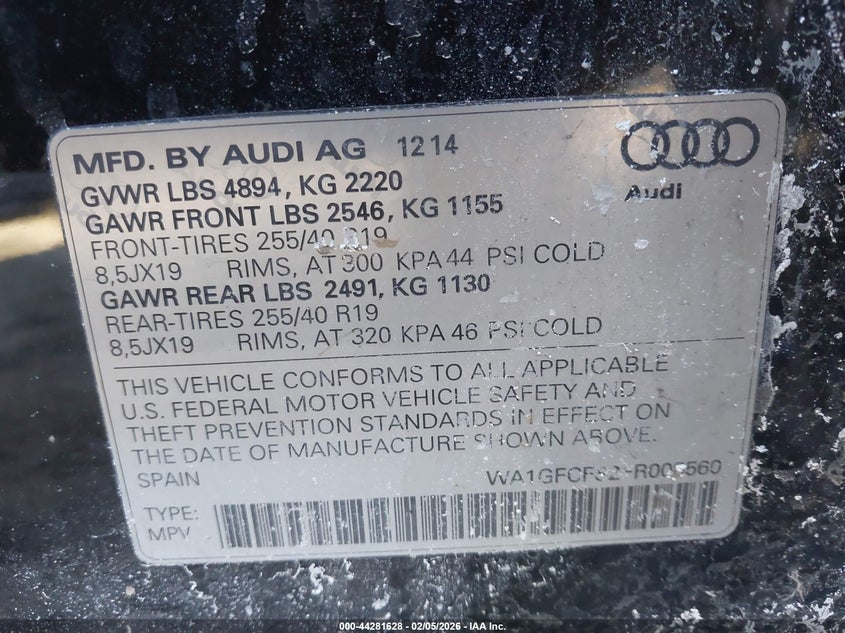 MFD. BY AUDI AG 1214
Audi
GVWR LBS 4894, KG 2220
GAWR FRONT LBS 2546, KG 1155
FRONT-TIRES 255/40 R19
8,5JX19 RIMS, AT 300 KPA 44 PSI COLD
GAWR REAR LBS 2491, KG 1130
REAR-TIRES 255/40 R19
8,5JX19 RIMS, AT 320 KPA 46 PSI COLD
THIS VEHICLE CONFORMS TO ALL APPLICABLE
U.S. FEDERAL MOTOR VEHICLE SAFETY AND
THEFT PREVENTION STANDARDS IN EFFECT ON
THE DATE OF MANUFACTURE SHOWN ABOVE.
SPAIN
TYPE:
MPV
000-44281628 - 02/05/2026 - IAA Inc.